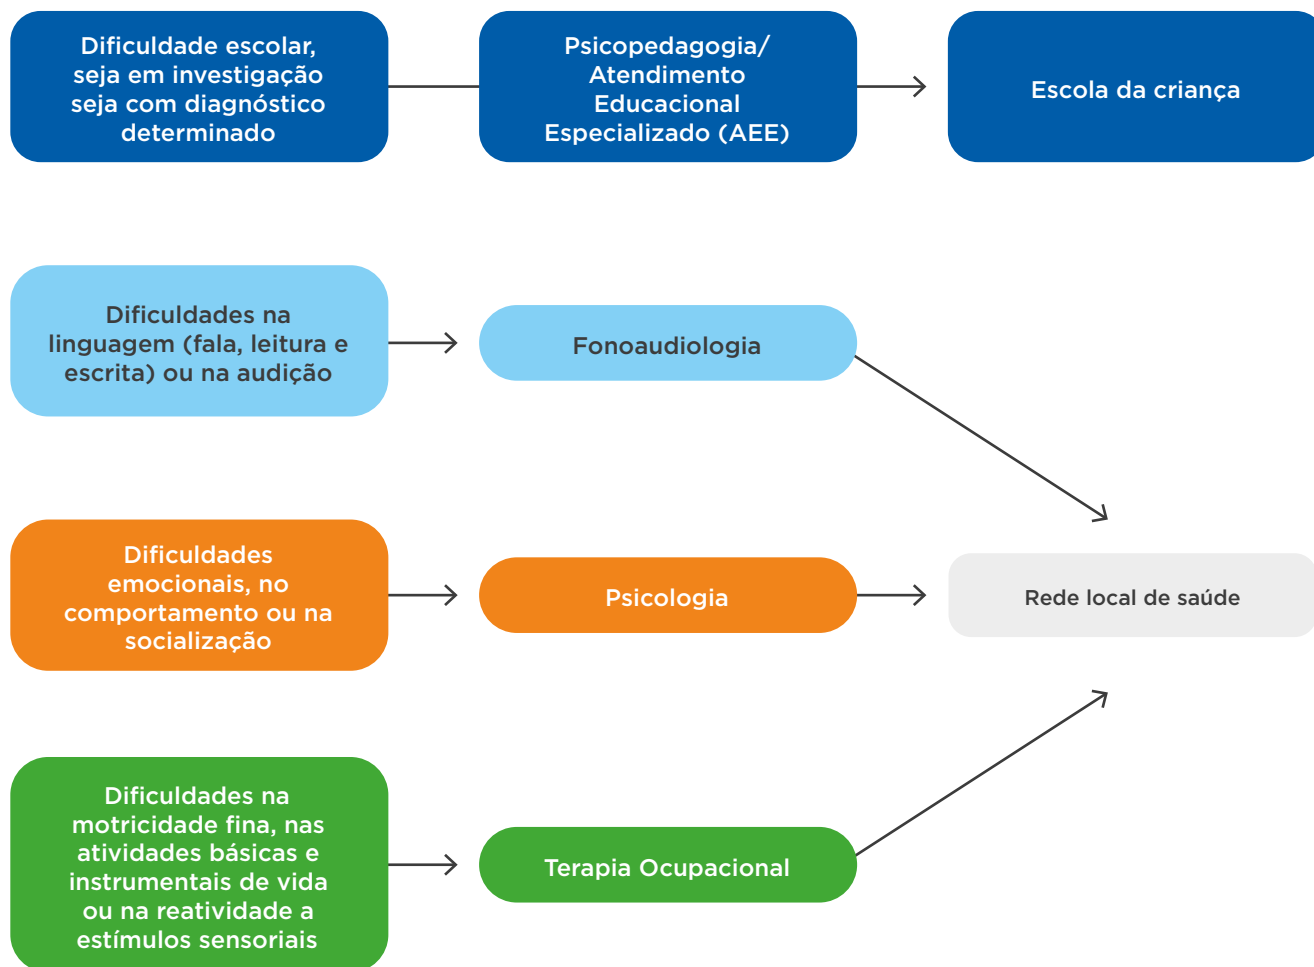 Dificuldade escolar,
seja em investigação
seja com diagnóstico
determinado
Psicopedagogia/
Atendimento
Educacional
Especializado (AEE)
Escola da criança
Dificuldades na
linguagem (fala, leitura e
escrita) ou na audição
Fonoaudiologia
Dificuldades
emocionais, no
comportamento ou na
socialização
Psicologia
Rede local de saúde
Dificuldades na
motricidade fina, nas
atividades básicas e
instrumentais de vida
ou na reatividade a
estímulos sensoriais
Terapia Ocupacional